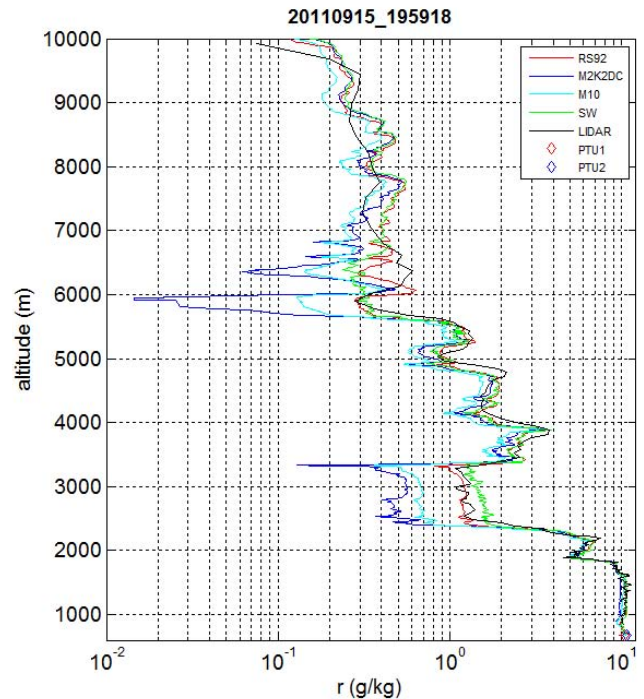 20110915_195918
10000
9000
8000
7000
6000
5000
4000
3000
2000
1000
altitude (m)
RS92
M2K2DC
M10
SW
LIDAR
PTU1
PTU2
10^-2
10^-1
10^0
10^1
r (g/kg)